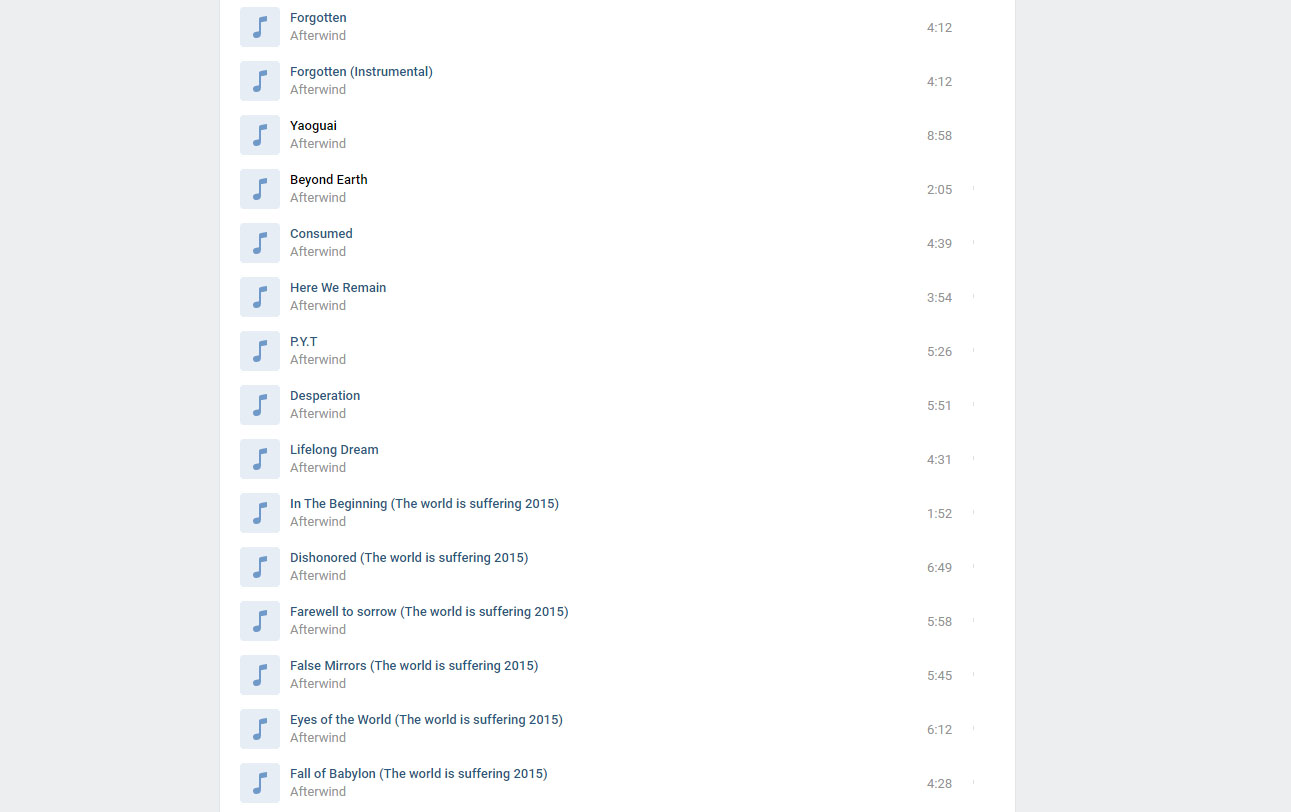 Forgotten
Afterwind
4:12
Forgotten (Instrumental)
Afterwind
4:12
Yaoguai
Afterwind
8:58
Beyond Earth
Afterwind
2:05
Consumed
Afterwind
4:39
Here We Remain
Afterwind
3:54
P.Y.T
Afterwind
5:26
Desperation
Afterwind
5:51
Lifelong Dream
Afterwind
4:31
In The Beginning (The world is suffering 2015)
Afterwind
1:52
Dishonored (The world is suffering 2015)
Afterwind
6:49
Farewell to sorrow (The world is suffering 2015)
Afterwind
5:58
False Mirrors (The world is suffering 2015)
Afterwind
5:45
Eyes of the World (The world is suffering 2015)
Afterwind
6:12
Fall of Babylon (The world is suffering 2015)
Afterwind
4:28